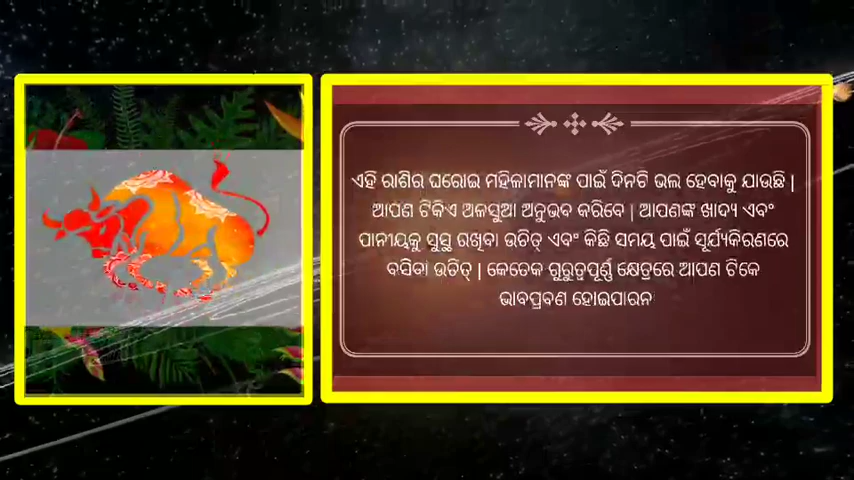 ଏହି ରାଶିର ଘରୋଇ ମହିଳାମାନଙ୍କ ପାଇଁ ଦିନଟି ଭଲ ହେବାକୁ ଯାଉଛି |
ଆପଣ ଟିକିଏ ଅଳସୁଆ ଅନୁଭବ କରିବେ | ଆପଣଙ୍କ ଖାଦ୍ୟ ଏବଂ
ପାନୀୟକୁ ସୁସ୍ଥ ରଖିବା ଉଚିତ୍ ଏବଂ କିଛି ସମୟ ପାଇଁ ସୂର୍ଯ୍ୟକିରଣରେ
ବସିବା ଉଚିତ୍ | କେତେକ ଗୁରୁତ୍ୱପୂର୍ଣ୍ଣ କ୍ଷେତ୍ରରେ ଆପଣ ଟିକେ
ଭାବପ୍ରବଣ ହୋଇପାରନ